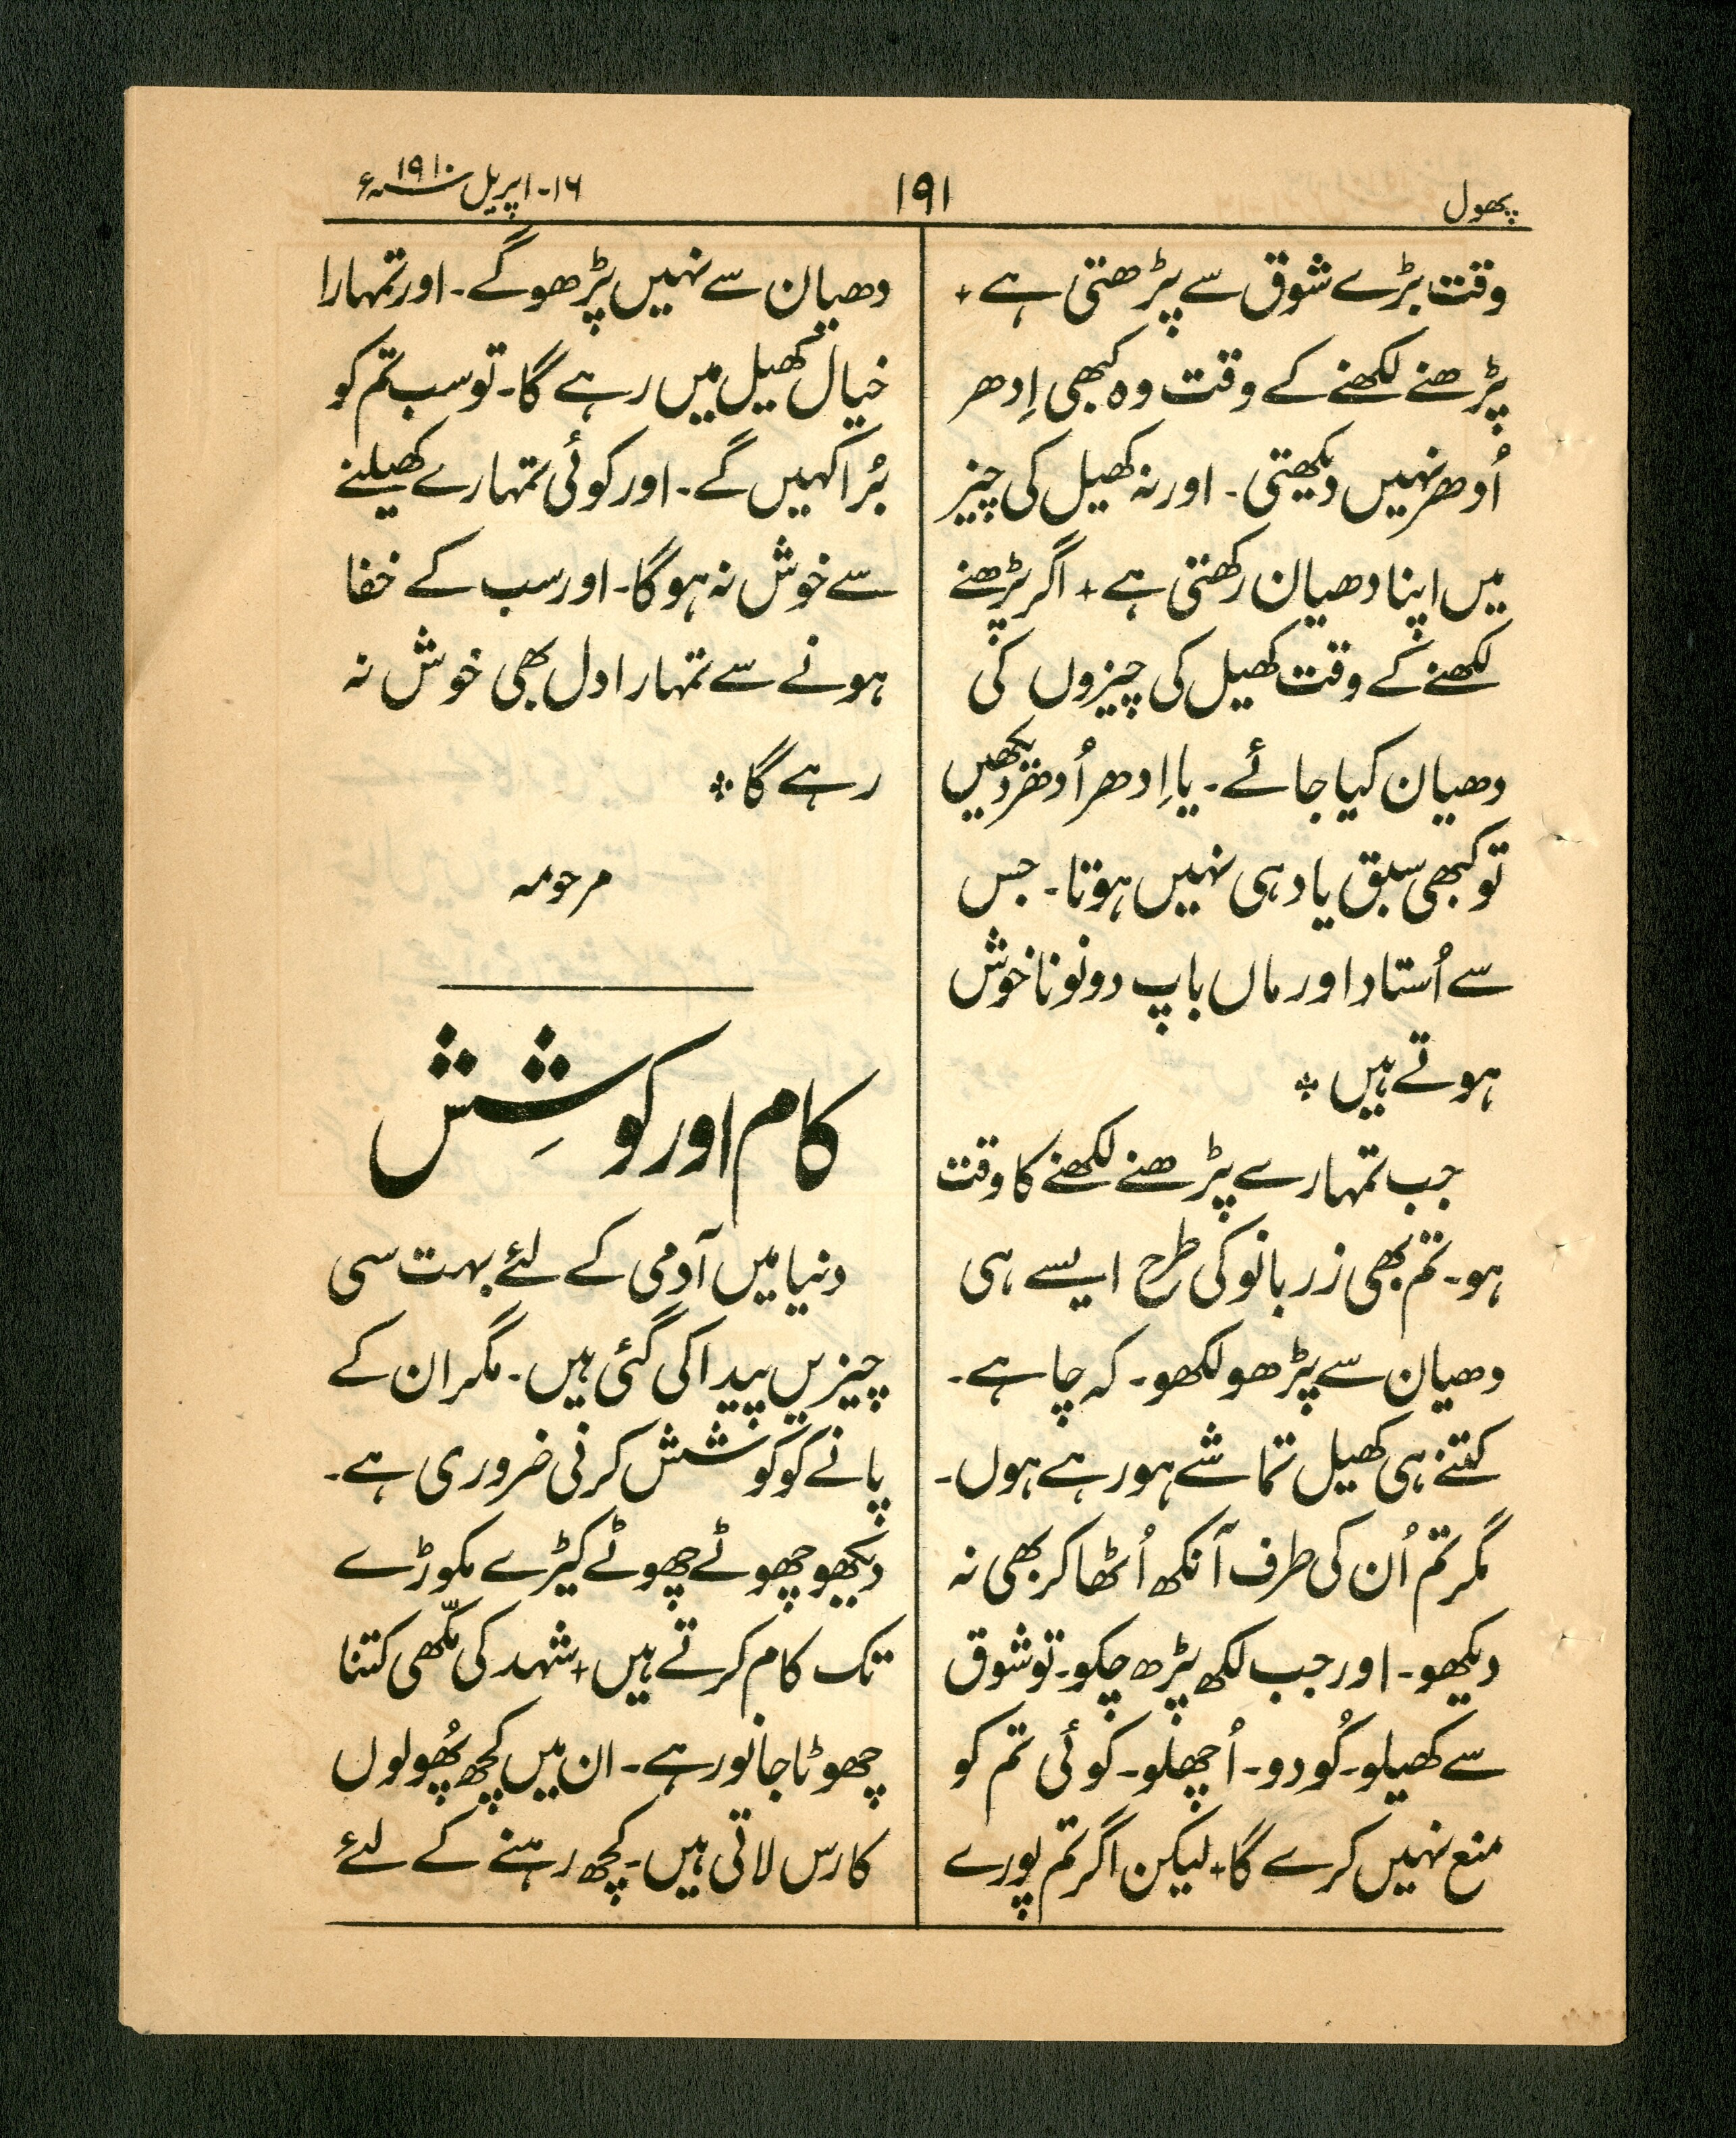 پھول
۱۹۱
۱۶-اپریل سنہ ۱۹۱۰ء
وقت بڑے شوق سے پڑھتی ہے +
پڑھنے لکھنے کے وقت وہ کبھی اِدھر
اُدھر نہیں دیکھتی۔ اور نہ کھیل کی چیز
میں اپنا دھیان رکھتی ہے + اگر پڑھنے
لکھنے کے وقت کھیل کی چیزوں کی
دھیان کیا جائے۔ یا اِدھر اُدھر دیکھیں
تو کبھی سبق یاد ہی نہیں ہوتا۔ جس
سے اُستاد اور ماں باپ دونو ناخوش
ہوتے ہیں ٭
جب تمہارے پڑھنے لکھنے کا وقت
ہو۔ تم بھی زر بانو کی طرح ایسے ہی
دھیان سے پڑھو لکھو۔ کہ چاہے۔
کتنے ہی کھیل تماشے ہو رہے ہوں۔
مگر تم اُن کی طرف آنکھ اُٹھا کر بھی نہ
دیکھو۔ اور جب لکھ پڑھ چکو۔ تو شوق
سے کھیلو۔ کُودو۔ اُچھلو۔ کوئی تم کو
منع نہیں کرے گا + لیکن اگر تم پورے
دھیان سے نہیں پڑھو گے۔ اور تمہارا
خیال کھیل میں رہے گا۔ تو سب تم کو
بُرا کہیں گے۔ اور کوئی تمہارے کھیلنے
سے خوش نہ ہوگا۔ اور سب کے خفا
ہونے سے تمہارا دل بھی خوش نہ
رہے گا ٭
مرحومہ
کام اور کوشِش
دنیا میں آدمی کے لئے بہت سی
چیزیں پیدا کی گئی ہیں۔ مگر ان کے
پانے کو کوشش کرنی ضروری ہے۔
دیکھو چھوٹے چھوٹے کیڑے مکوڑے
تک کام کرتے ہیں + شہد کی مکّھی کتنا
چھوٹا جانور ہے۔ ان میں کچھ پُھولوں
کا رس لاتی ہیں۔ کچھ رہنے کے لئے